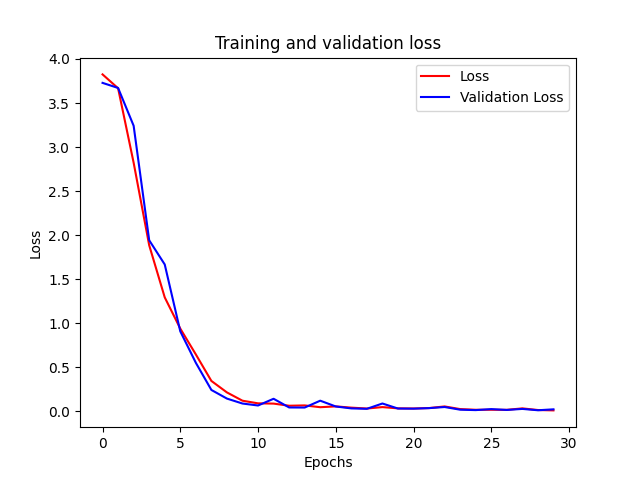 Training and validation loss
Loss
Validation Loss
4.0
3.5
3.0
2.5
2.0
1.5
1.0
0.5
0.0
Loss
0 5 10 15 20 25 30
Epochs